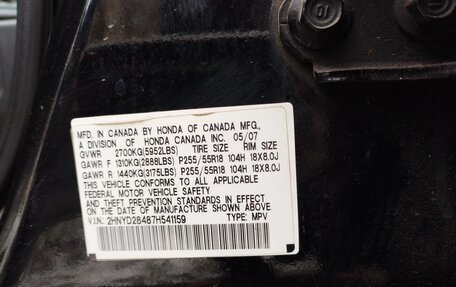 MFD. IN CANADA BY HONDA OF CANADA MFG.,
A DIVISION OF HONDA CANADA INC. 05/07
GVWR 2700KG(5952LBS) TIRE SIZE RIM SIZE
GAWR F 1310KG(2888LBS) P255/55R18 104H 18X8.0J
GAWR R 1440KG(3175LBS) P255/55R18 104H 18X8.0J
THIS VEHICLE CONFORMS TO ALL APPLICABLE
FEDERAL MOTOR VEHICLE SAFETY
AND THEFT PREVENTION STANDARDS IN EFFECT
ON THE DATE OF MANUFACTURE SHOWN ABOVE.
V.I.N.: 2HNYD28487H541159 TYPE: MPV